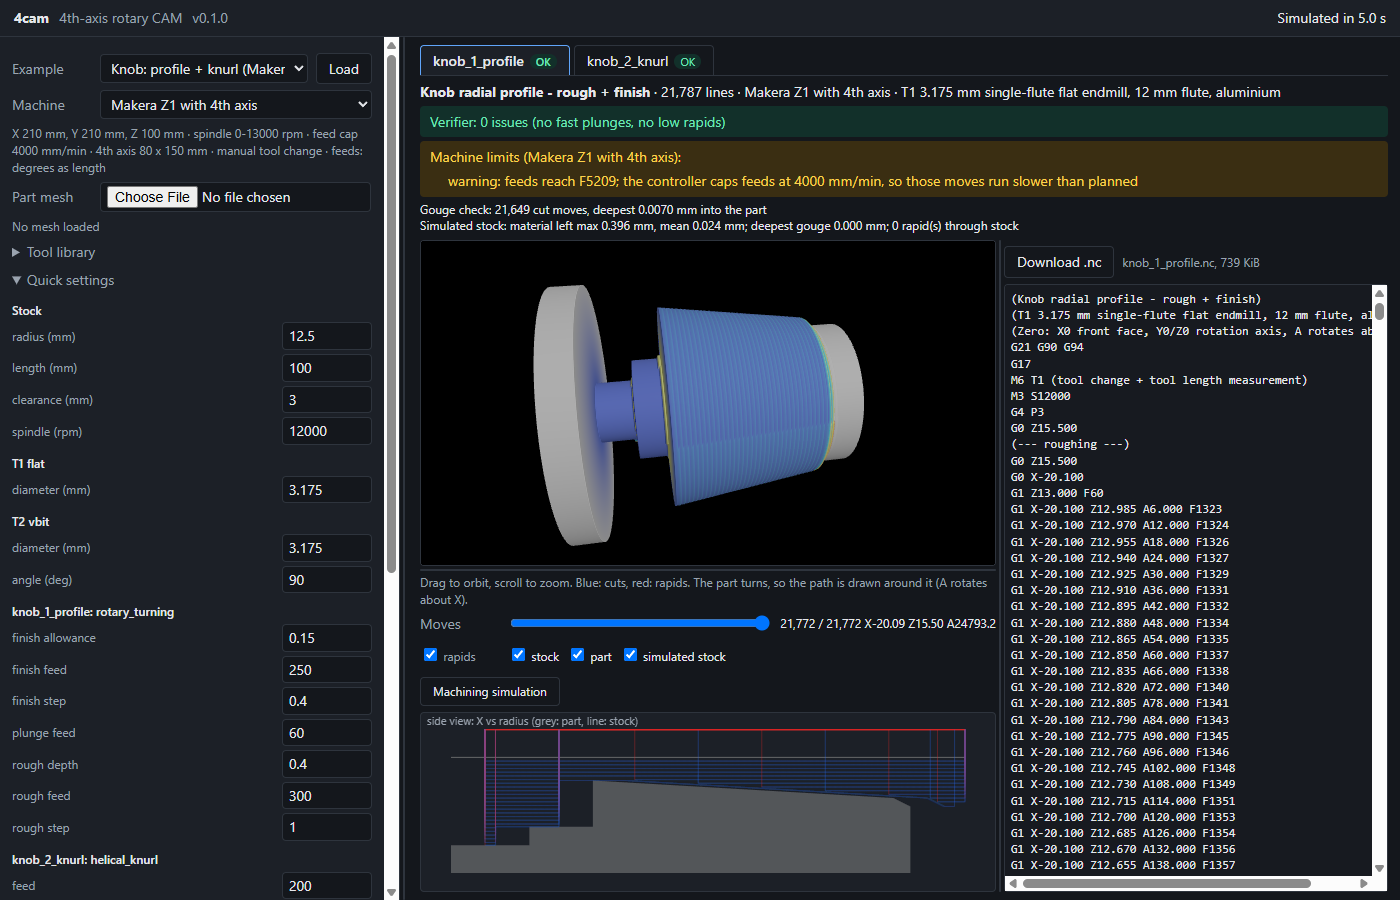 4cam 4th-axis rotary CAM v0.1.0
Simulated in 5.0 s
Example
Knob: profile + knurl (Maker
Load
Machine
Makera Z1 with 4th axis
X 210 mm, Y 210 mm, Z 100 mm · spindle 0-13000 rpm · feed cap
4000 mm/min · 4th axis 80 x 150 mm · manual tool change · feeds:
degrees as length
Part mesh
Choose File No file chosen
No mesh loaded
Tool library
Quick settings
Stock
radius (mm) 12.5
length (mm) 100
clearance (mm) 3
spindle (rpm) 12000
T1 flat
diameter (mm) 3.175
T2 vbit
diameter (mm) 3.175
angle (deg) 90
knob_1_profile: rotary_turning
finish allowance 0.15
finish feed 250
finish step 0.4
plunge feed 60
rough depth 0.4
rough feed 300
rough step 1
knob_2_knurl: helical_knurl
feed 200
knob_1_profile OK
knob_2_knurl OK
Knob radial profile - rough + finish · 21,787 lines · Makera Z1 with 4th axis · T1 3.175 mm single-flute flat endmill, 12 mm flute, aluminium
Verifier: 0 issues (no fast plunges, no low rapids)
Machine limits (Makera Z1 with 4th axis):
warning: feeds reach F5209; the controller caps feeds at 4000 mm/min, so those moves run slower than planned
Gouge check: 21,649 cut moves, deepest 0.0070 mm into the part
Simulated stock: material left max 0.396 mm, mean 0.024 mm; deepest gouge 0.000 mm; 0 rapid(s) through stock
Drag to orbit, scroll to zoom. Blue: cuts, red: rapids. The part turns, so the path is drawn around it (A rotates
about X).
Moves
21,772 / 21,772 X-20.09 Z15.50 A24793.2
rapids
stock
part
simulated stock
Machining simulation
side view: X vs radius (grey: part, line: stock)
Download .nc
knob_1_profile.nc, 739 KiB
(Knob radial profile - rough + finish)
(T1 3.175 mm single-flute flat endmill, 12 mm flute, al
(Zero: X0 front face, Y0/Z0 rotation axis, A rotates ab
G21 G90 G94
G17
M6 T1 (tool change + tool length measurement)
M3 S12000
G4 P3
G0 Z15.500
(--- roughing ---)
G0 Z15.500
G0 X-20.100
G1 Z13.000 F60
G1 X-20.100 Z12.985 A6.000 F1323
G1 X-20.100 Z12.970 A12.000 F1324
G1 X-20.100 Z12.955 A18.000 F1326
G1 X-20.100 Z12.940 A24.000 F1327
G1 X-20.100 Z12.925 A30.000 F1329
G1 X-20.100 Z12.910 A36.000 F1331
G1 X-20.100 Z12.895 A42.000 F1332
G1 X-20.100 Z12.880 A48.000 F1334
G1 X-20.100 Z12.865 A54.000 F1335
G1 X-20.100 Z12.850 A60.000 F1337
G1 X-20.100 Z12.835 A66.000 F1338
G1 X-20.100 Z12.820 A72.000 F1340
G1 X-20.100 Z12.805 A78.000 F1341
G1 X-20.100 Z12.790 A84.000 F1343
G1 X-20.100 Z12.775 A90.000 F1345
G1 X-20.100 Z12.760 A96.000 F1346
G1 X-20.100 Z12.745 A102.000 F1348
G1 X-20.100 Z12.730 A108.000 F1349
G1 X-20.100 Z12.715 A114.000 F1351
G1 X-20.100 Z12.700 A120.000 F1353
G1 X-20.100 Z12.685 A126.000 F1354
G1 X-20.100 Z12.670 A132.000 F1356
G1 X-20.100 Z12.655 A138.000 F1357